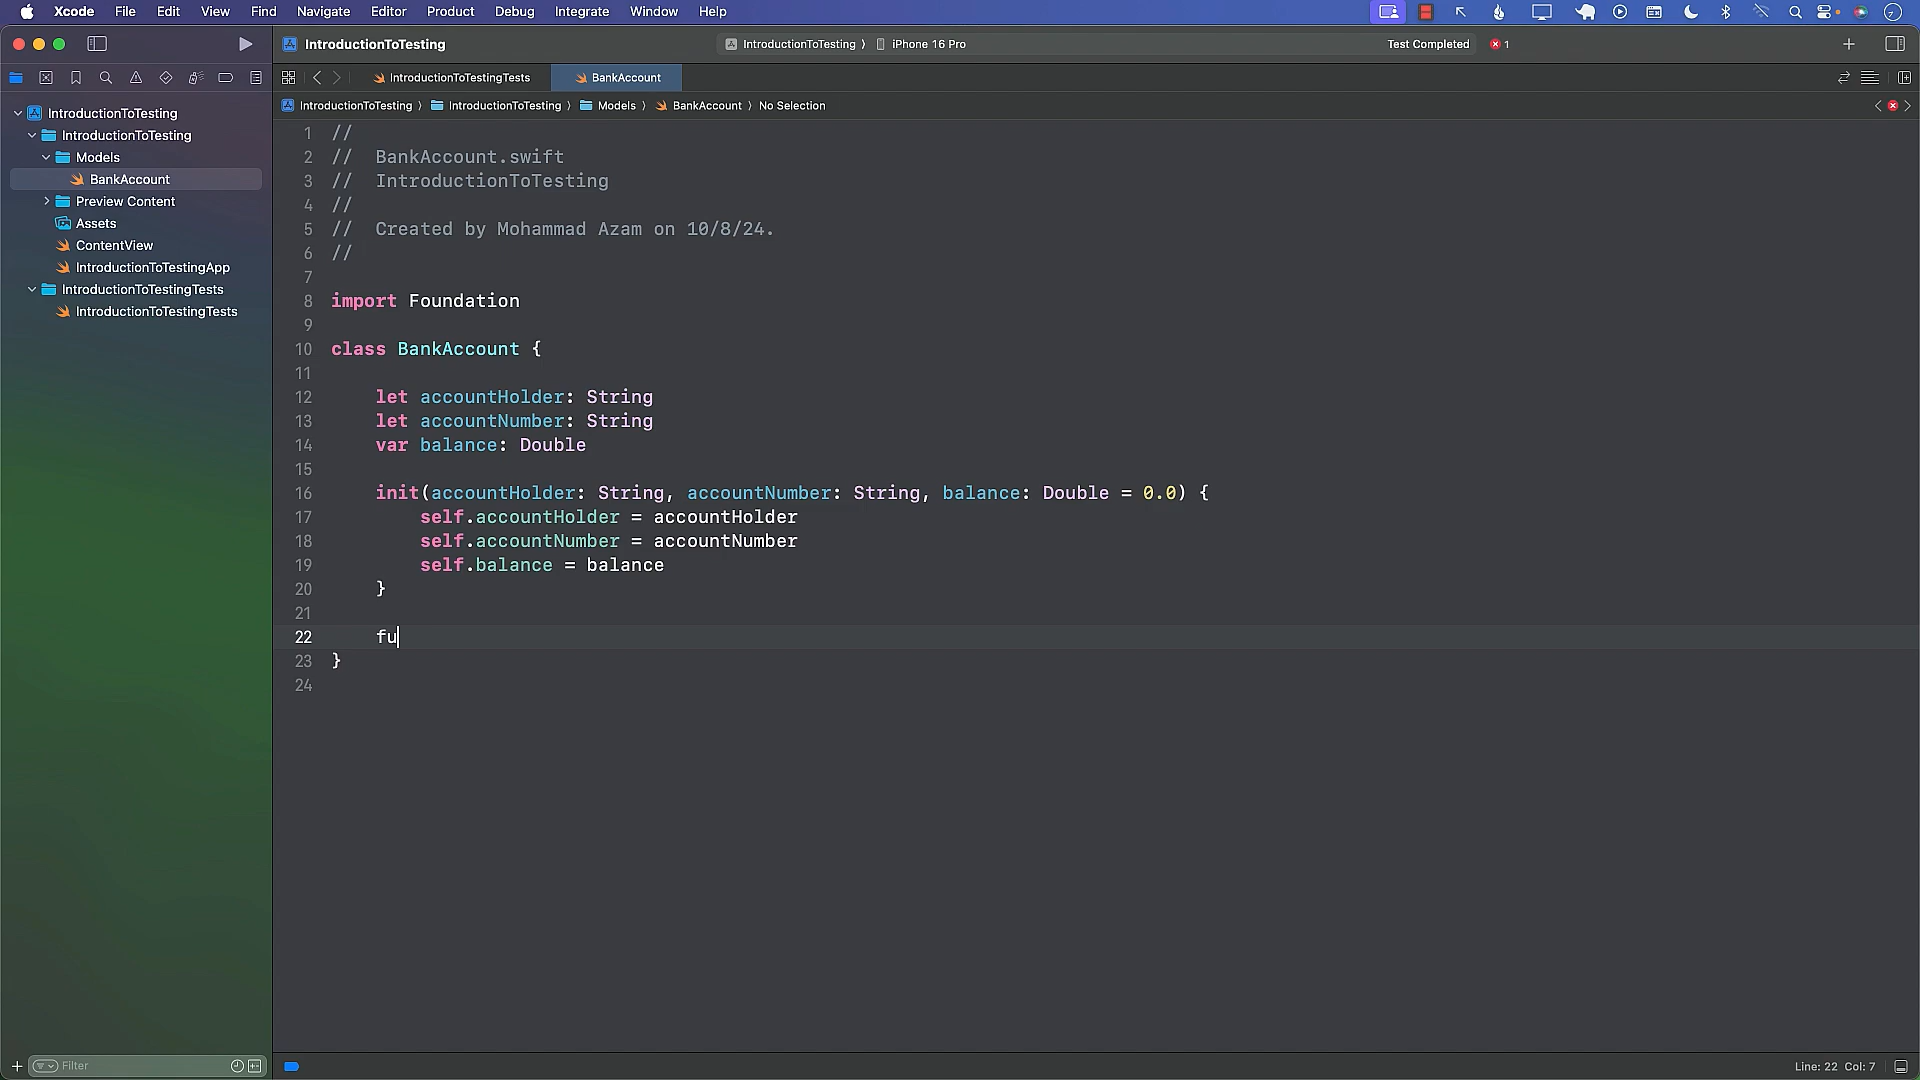 Xcode File Edit View Find Navigate Editor Product Debug Integrate Window Help
IntroductionToTesting
IntroductionToTesting 〉 iPhone 16 Pro
Test Completed 1
IntroductionToTestingTests
BankAccount
IntroductionToTesting 〉 IntroductionToTesting 〉 Models 〉 BankAccount 〉 No Selection
IntroductionToTesting
IntroductionToTesting
Models
BankAccount
Preview Content
Assets
ContentView
IntroductionToTestingApp
IntroductionToTestingTests
IntroductionToTestingTests
1 //
2 //  BankAccount.swift
3 //  IntroductionToTesting
4 //
5 //  Created by Mohammad Azam on 10/8/24.
6 //
7
8 import Foundation
9
10 class BankAccount {
11
12     let accountHolder: String
13     let accountNumber: String
14     var balance: Double
15
16     init(accountHolder: String, accountNumber: String, balance: Double = 0.0) {
17         self.accountHolder = accountHolder
18         self.accountNumber = accountNumber
19         self.balance = balance
20     }
21
22     fu
23 }
24
Filter
Line: 22 Col: 7